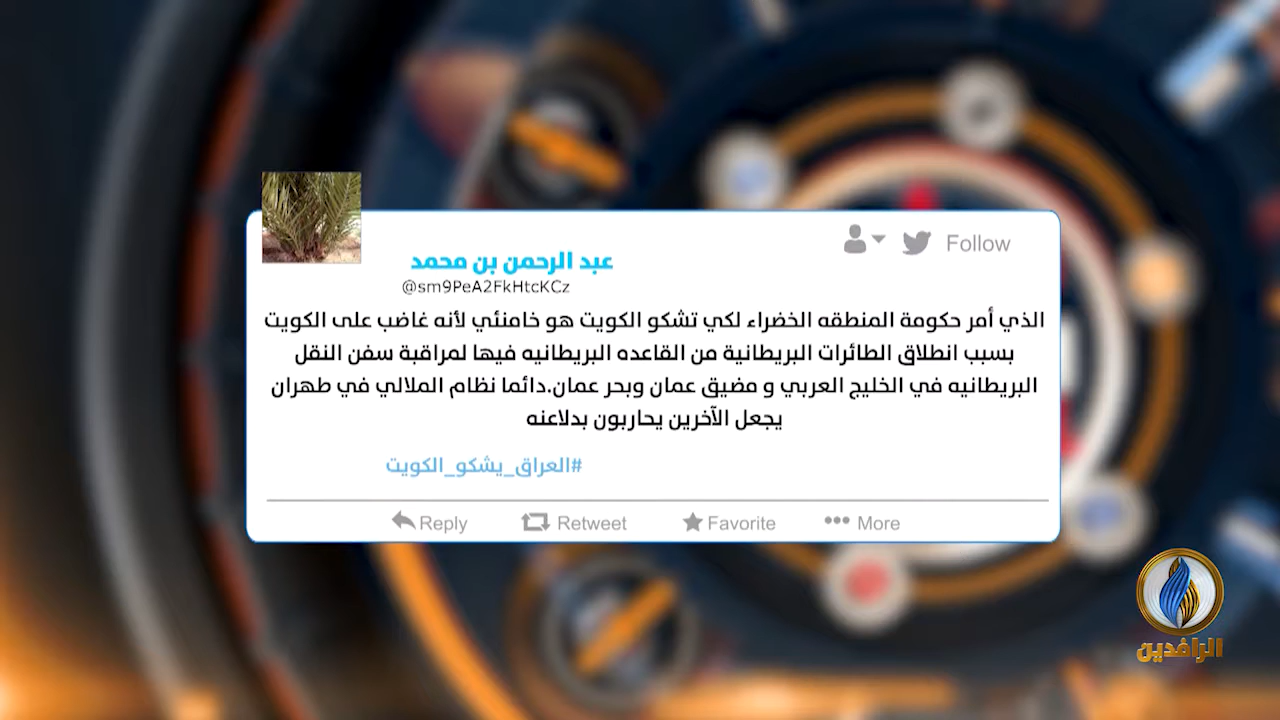 Follow
عبد الرحمن بن محمد
@sm9PeA2FkHtcKCz
الذي أمر حكومة المنطقه الخضراء لكي تشكو الكويت هو خامنئي لأنه غاضب على الكويت
بسبب انطلاق الطائرات البريطانية من القاعده البريطانيه فيها لمراقبة سفن النقل
البريطانيه في الخليج العربي و مضيق عمان وبحر عمان.دائما نظام الملالي في طهران
يجعل الآخرين يحاربون بدلاعنه
#العراق_يشكو_الكويت
Reply Retweet Favorite More
الرافدين